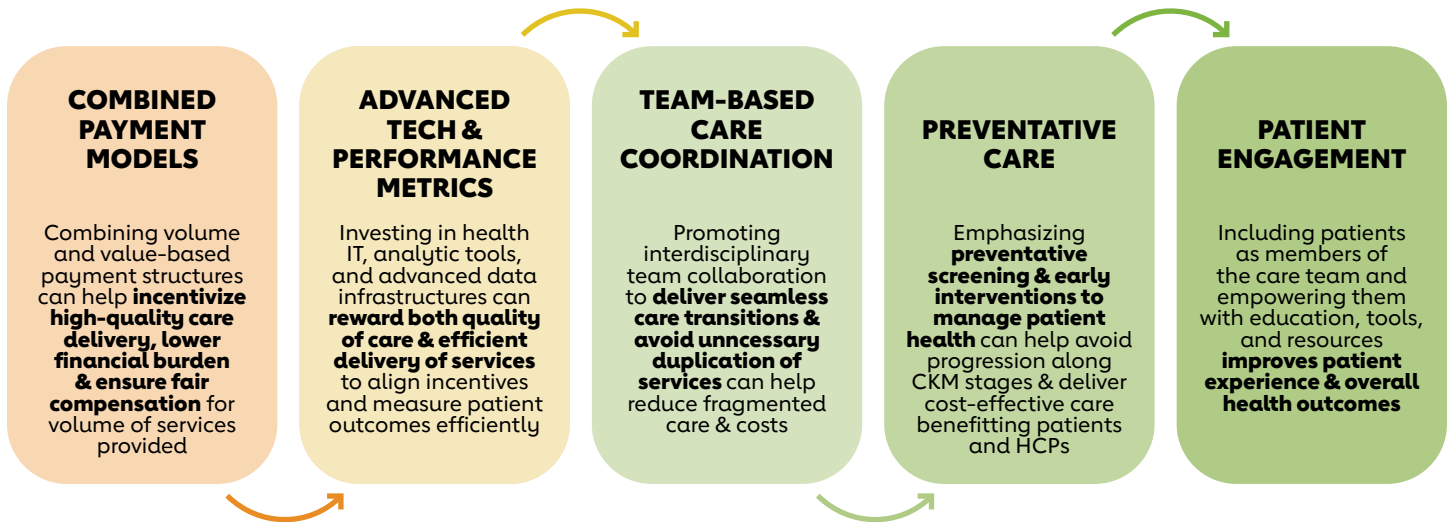 COMBINED
PAYMENT
MODELS
Combining volume
and value-based
payment structures
can help incentivize
high-quality care
delivery, lower
financial burden
& ensure fair
compensation for
volume of services
provided
ADVANCED
TECH &
PERFORMANCE
METRICS
Investing in health
IT, analytic tools,
and advanced data
infrastructures can
reward both quality
of care & efficient
delivery of services
to align incentives
and measure patient
outcomes efficiently
TEAM-BASED
CARE
COORDINATION
Promoting
interdisciplinary
team collaboration
to deliver seamless
care transitions &
avoid unncessary
duplication of
services can help
reduce fragmented
care & costs
PREVENTATIVE
CARE
Emphasizing
preventative
screening & early
interventions to
manage patient
health can help avoid
progression along
CKM stages & deliver
cost-effective care
benefitting patients
and HCPs
PATIENT
ENGAGEMENT
Including patients
as members of
the care team and
empowering them
with education, tools,
and resources
improves patient
experience & overall
health outcomes